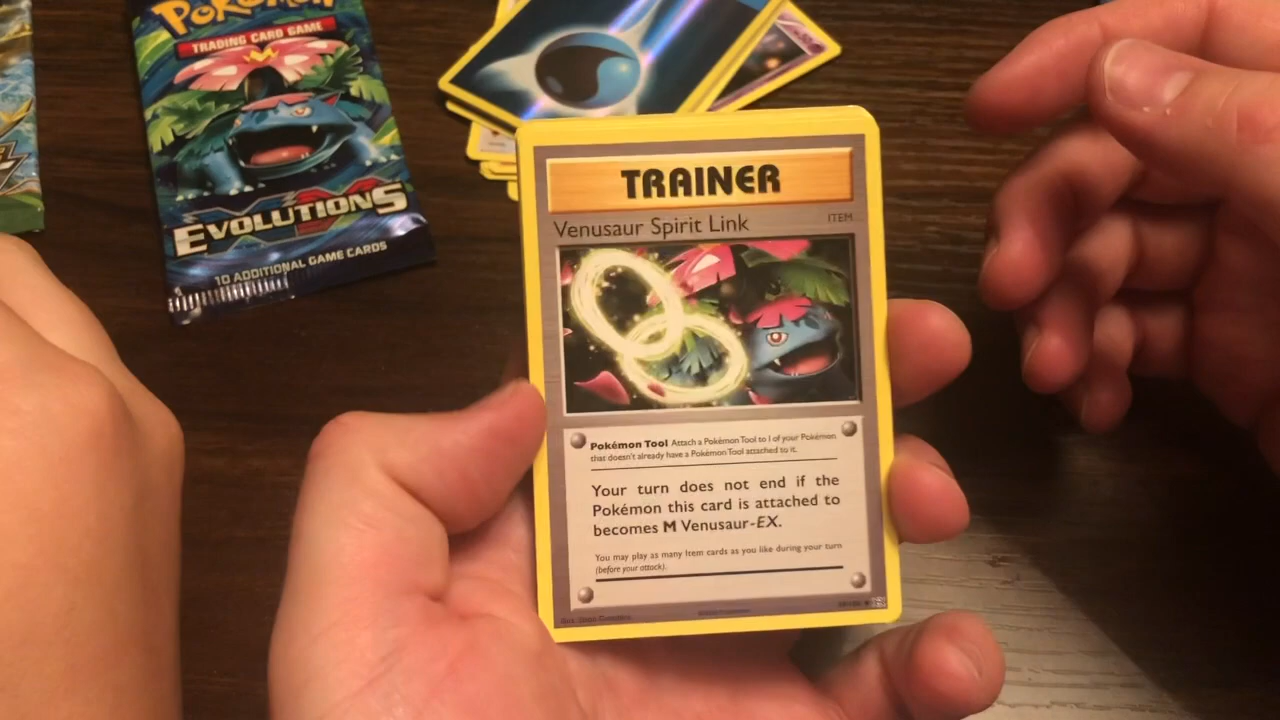 Pokémon
TRADING CARD GAME
XY
EVOLUTIONS
10 ADDITIONAL GAME CARDS
TRAINER
Venusaur Spirit Link
ITEM
Pokémon Tool Attach a Pokémon Tool to 1 of your Pokémon
that doesn't already have a Pokémon Tool attached to it.
Your turn does not end if the
Pokémon this card is attached to
becomes M Venusaur-EX.
You may play as many Item cards as you like during your turn
(before your attack).